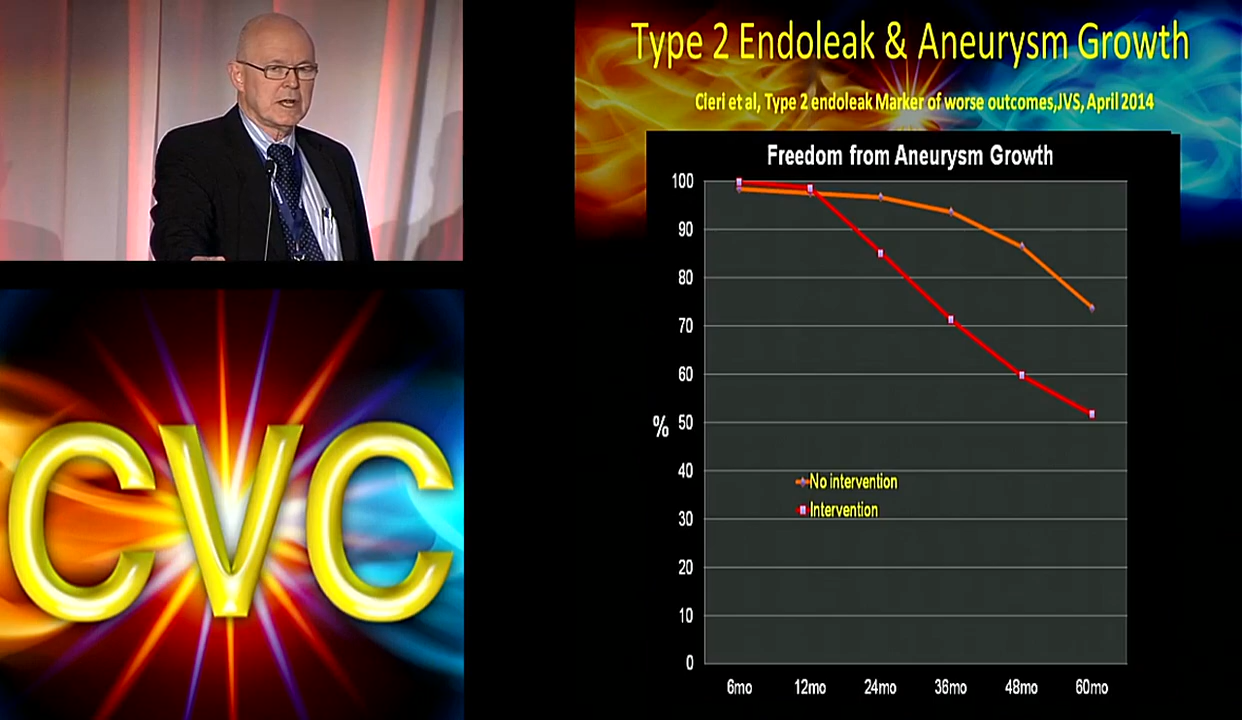 Type 2 Endoleak & Aneurysm Growth
Cieri et al, Type 2 endoleak Marker of worse outcomes,JVS, April 2014
Freedom from Aneurysm Growth
100
90
80
70
60
%
50
40
30
20
10
0
No intervention
Intervention
6mo 12mo 24mo 36mo 48mo 60mo
CVC